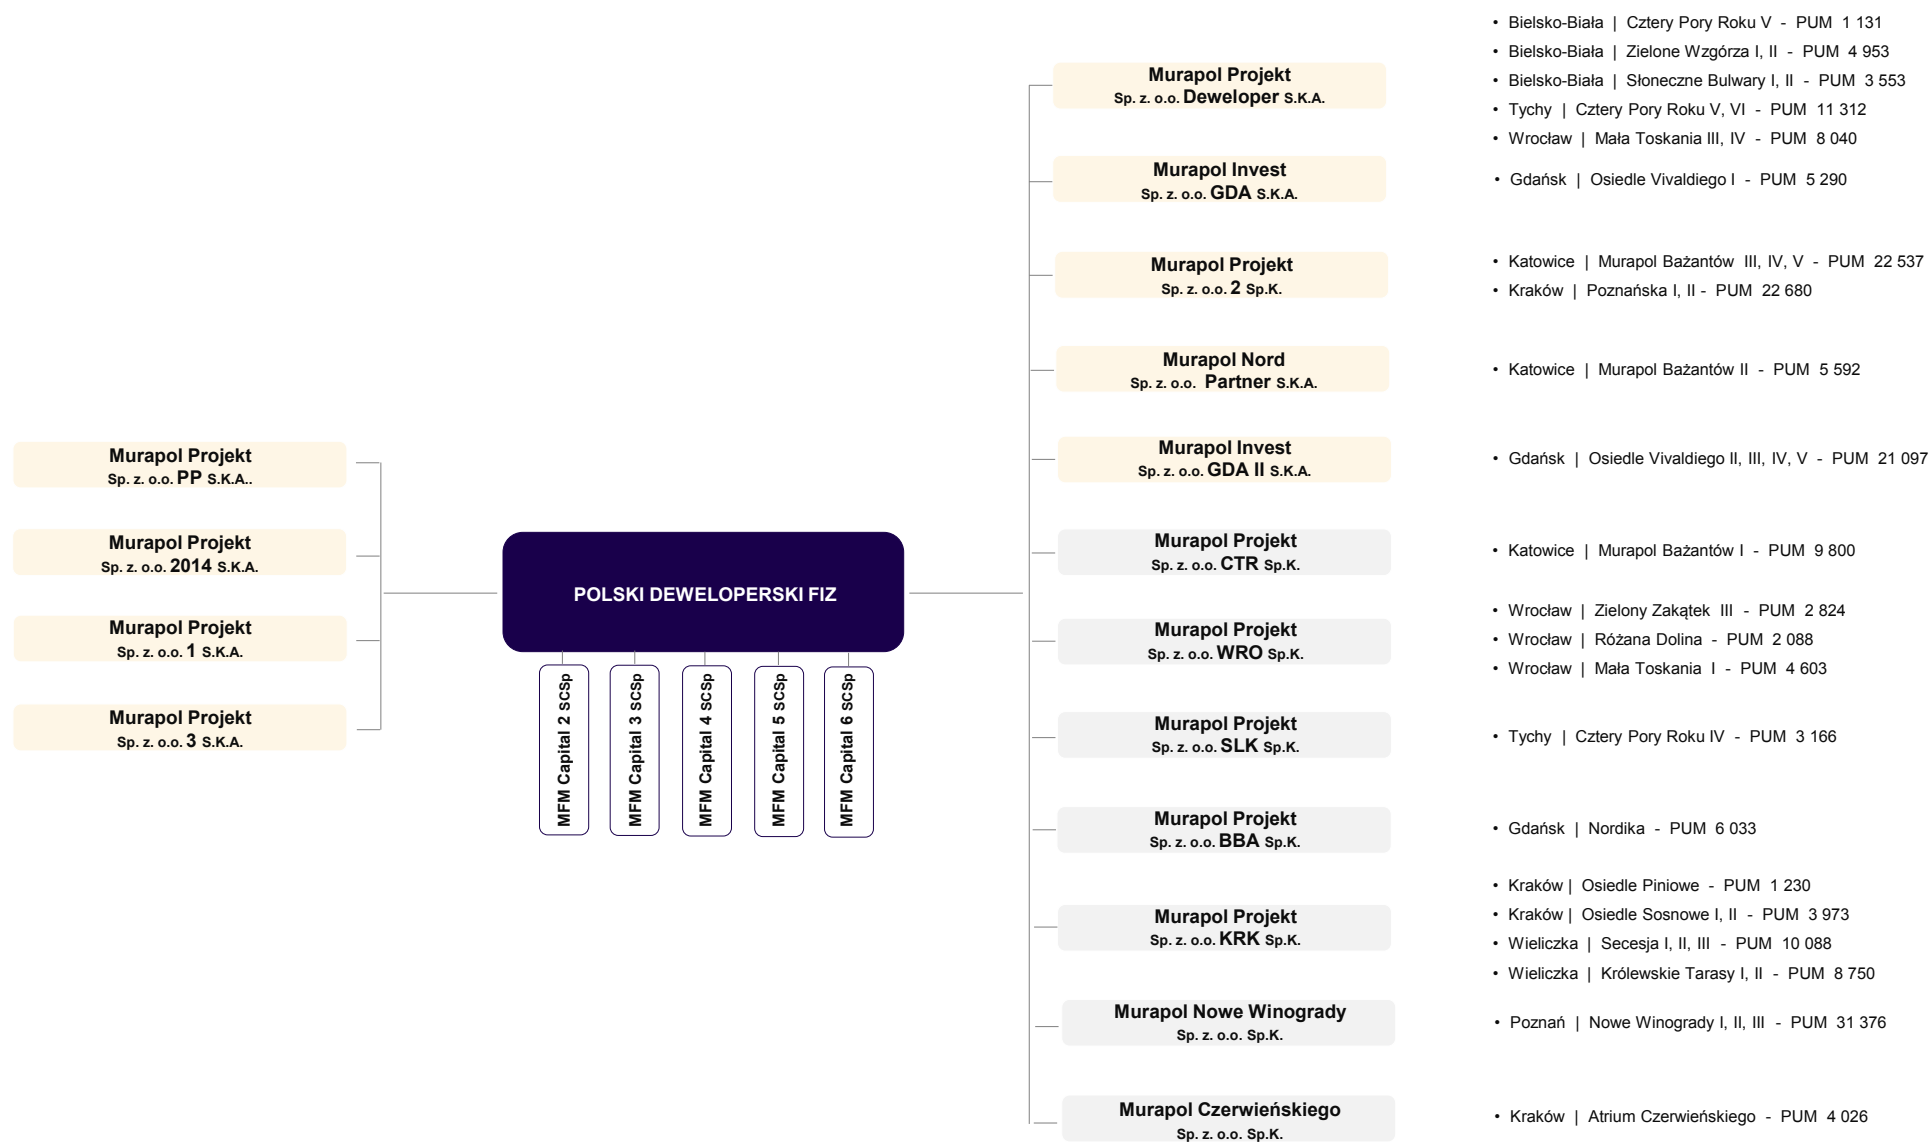 Murapol Projekt
Sp. z. o.o. PP S.K.A..
Murapol Projekt
Sp. z. o.o. 2014 S.K.A.
Murapol Projekt
Sp. z. o.o. 1 S.K.A.
Murapol Projekt
Sp. z. o.o. 3 S.K.A.
POLSKI DEWELOPERSKI FIZ
MFM Capital 2 SCSp
MFM Capital 3 SCSp
MFM Capital 4 SCSp
MFM Capital 5 SCSp
MFM Capital 6 SCSp
Murapol Projekt
Sp. z. o.o. Deweloper S.K.A.
• Bielsko-Biała | Cztery Pory Roku V - PUM 1 131
• Bielsko-Biała | Zielone Wzgórza I, II - PUM 4 953
• Bielsko-Biała | Słoneczne Bulwary I, II - PUM 3 553
• Tychy | Cztery Pory Roku V, VI - PUM 11 312
• Wrocław | Mała Toskania III, IV - PUM 8 040
Murapol Invest
Sp. z. o.o. GDA S.K.A.
• Gdańsk | Osiedle Vivaldiego I - PUM 5 290
Murapol Projekt
Sp. z. o.o. 2 Sp.K.
• Katowice | Murapol Bażantów III, IV, V - PUM 22 537
• Kraków | Poznańska I, II - PUM 22 680
Murapol Nord
Sp. z. o.o. Partner S.K.A.
• Katowice | Murapol Bażantów II - PUM 5 592
Murapol Invest
Sp. z. o.o. GDA II S.K.A.
• Gdańsk | Osiedle Vivaldiego II, III, IV, V - PUM 21 097
Murapol Projekt
Sp. z. o.o. CTR Sp.K.
• Katowice | Murapol Bażantów I - PUM 9 800
Murapol Projekt
Sp. z. o.o. WRO Sp.K.
• Wrocław | Zielony Zakątek III - PUM 2 824
• Wrocław | Różana Dolina - PUM 2 088
• Wrocław | Mała Toskania I - PUM 4 603
Murapol Projekt
Sp. z. o.o. SLK Sp.K.
• Tychy | Cztery Pory Roku IV - PUM 3 166
Murapol Projekt
Sp. z. o.o. BBA Sp.K.
• Gdańsk | Nordika - PUM 6 033
Murapol Projekt
Sp. z. o.o. KRK Sp.K.
• Kraków | Osiedle Piniowe - PUM 1 230
• Kraków | Osiedle Sosnowe I, II - PUM 3 973
• Wieliczka | Secesja I, II, III - PUM 10 088
• Wieliczka | Królewskie Tarasy I, II - PUM 8 750
Murapol Nowe Winogrady
Sp. z. o.o. Sp.K.
• Poznań | Nowe Winogrady I, II, III - PUM 31 376
Murapol Czerwieńskiego
Sp. z. o.o. Sp.K.
• Kraków | Atrium Czerwieńskiego - PUM 4 026